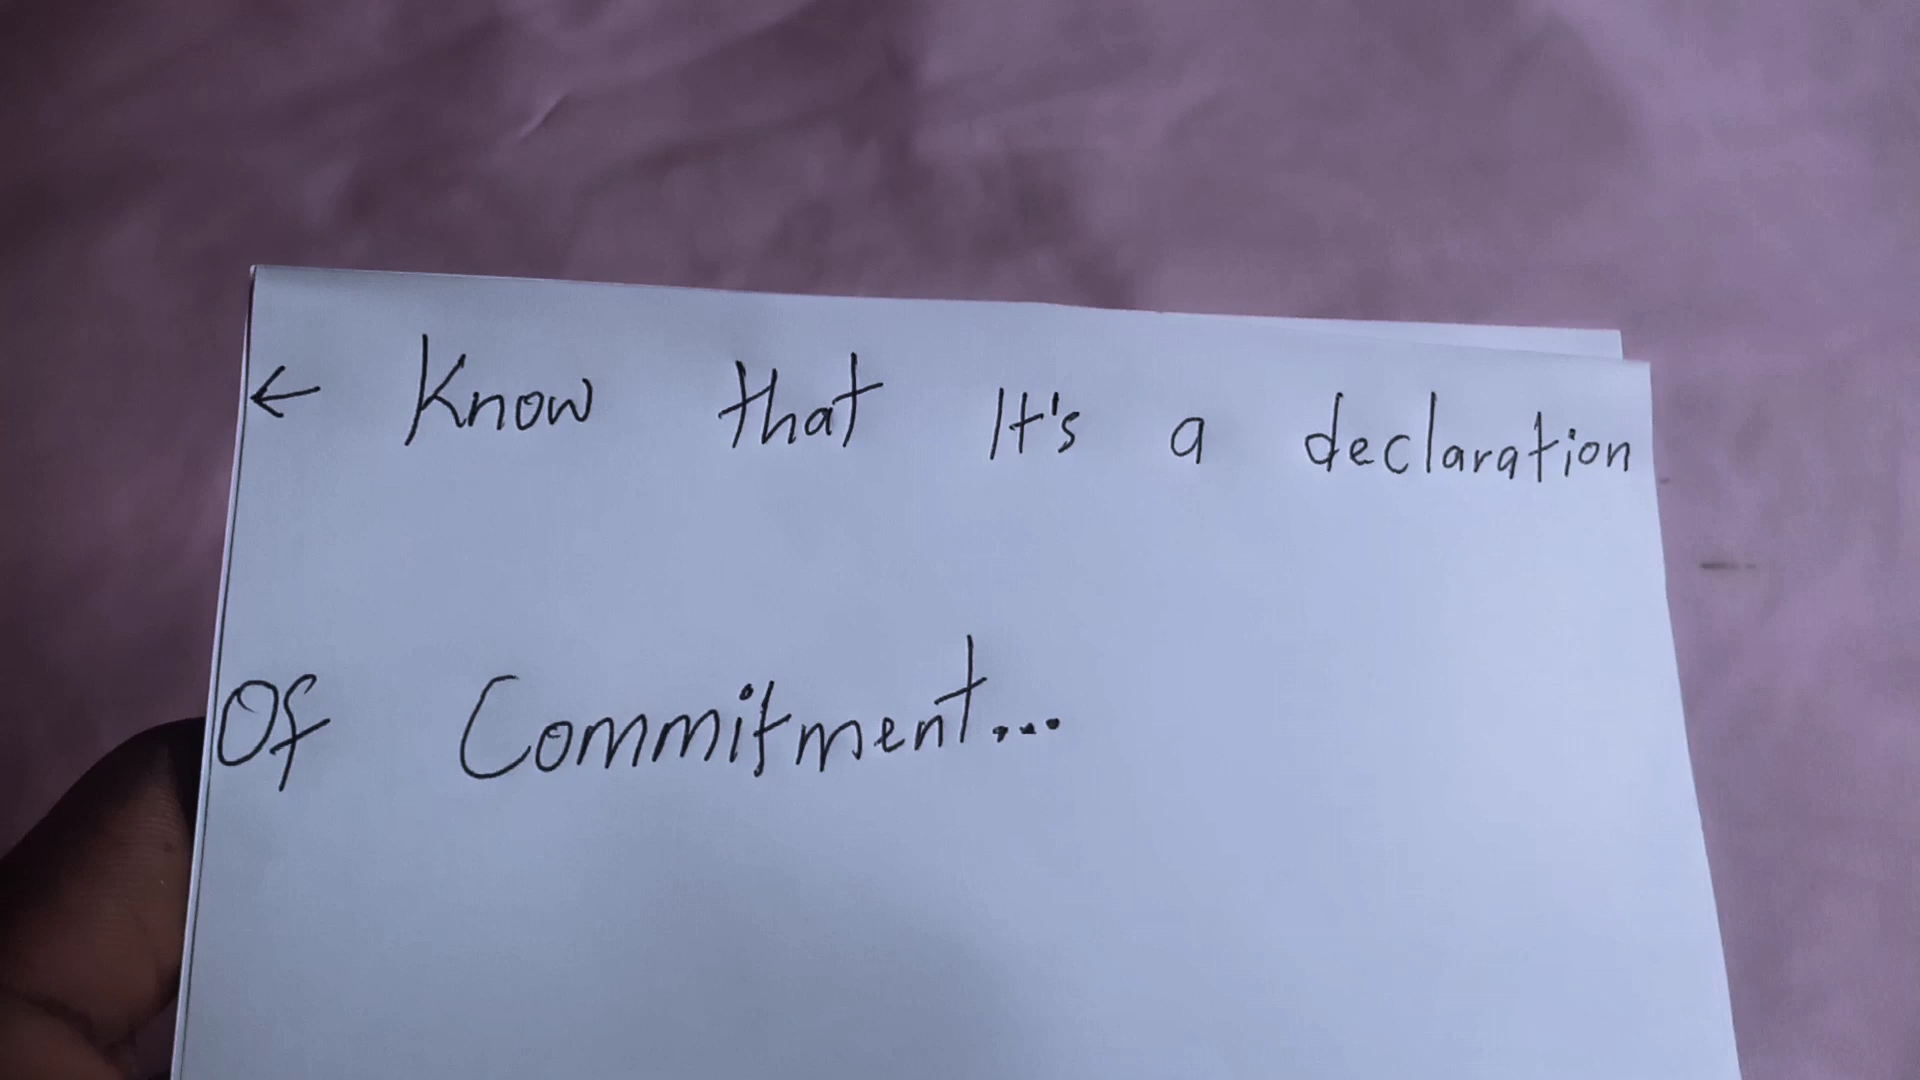 ← Know that It's a declaration
Of Commitment...